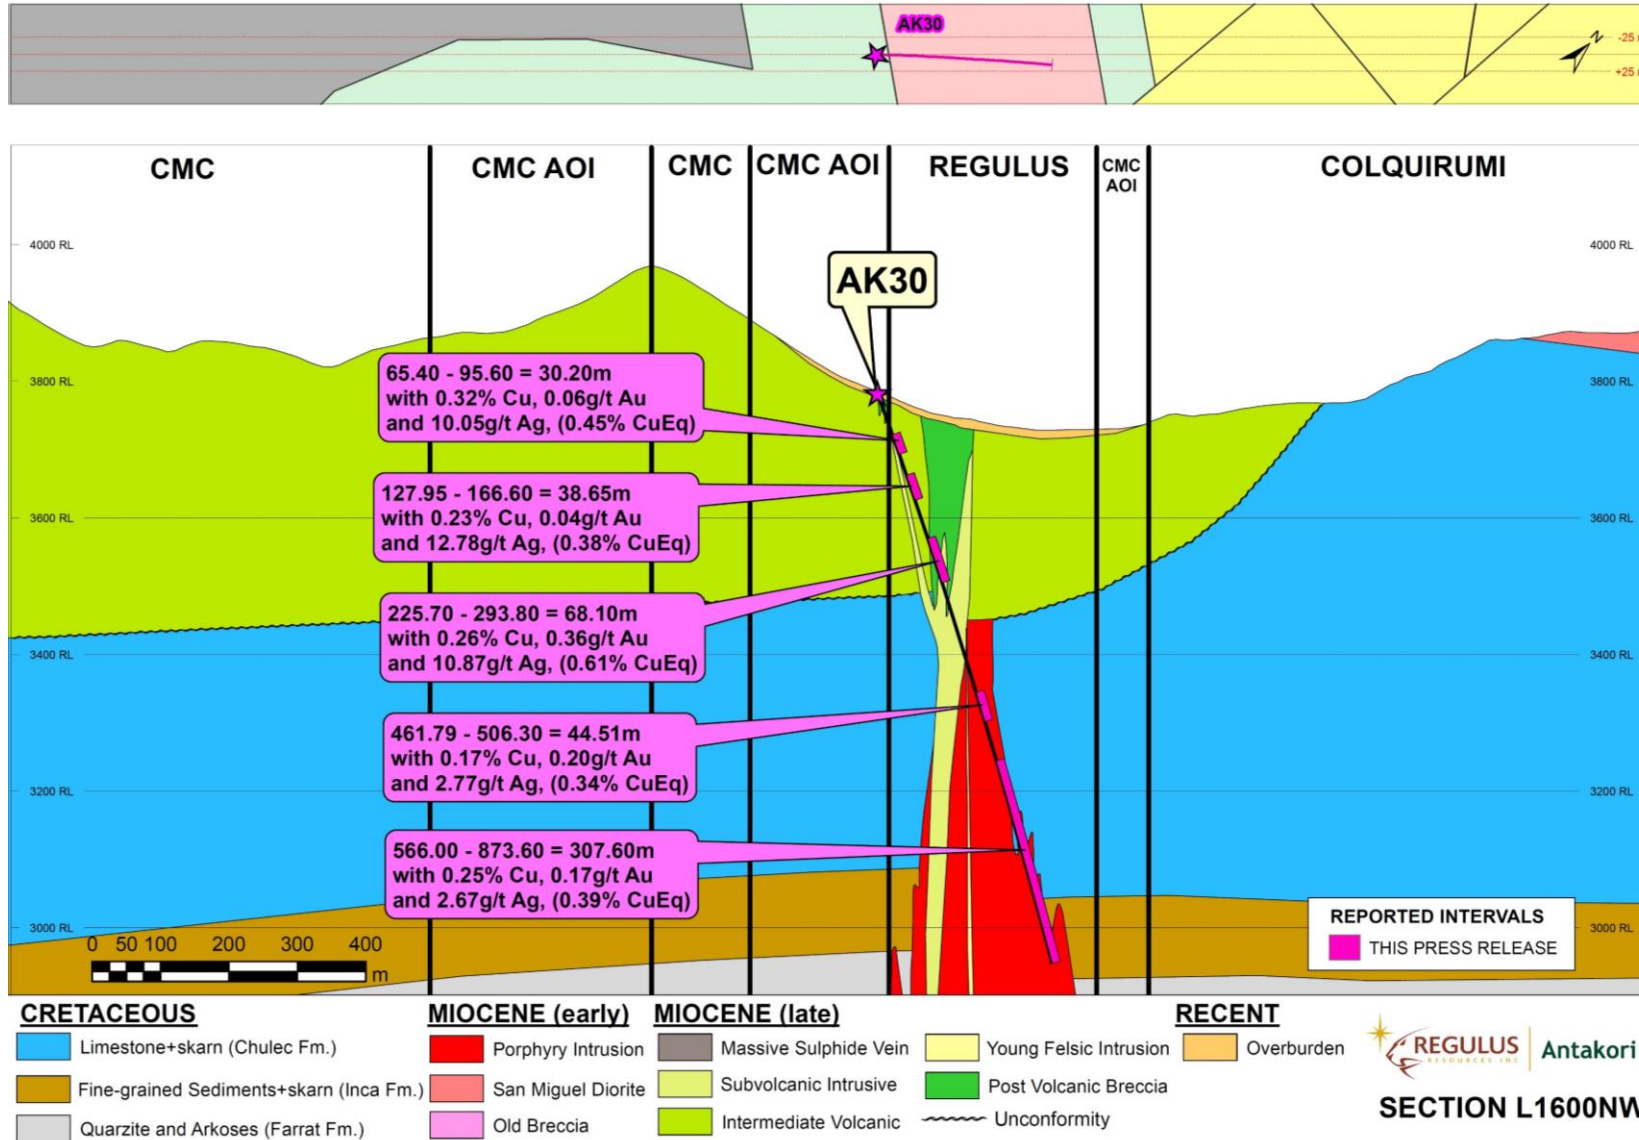 AK30
-25
+25
N
CMC
CMC AOI
CMC
CMC AOI
REGULUS
CMC
AOI
COLQUIRUMI
4000 RL
4000 RL
AK30
65.40 - 95.60 = 30.20m
with 0.32% Cu, 0.06g/t Au
and 10.05g/t Ag, (0.45% CuEq)
3800 RL
3800 RL
127.95 - 166.60 = 38.65m
with 0.23% Cu, 0.04g/t Au
and 12.78g/t Ag, (0.38% CuEq)
3600 RL
3600 RL
225.70 - 293.80 = 68.10m
with 0.26% Cu, 0.36g/t Au
and 10.87g/t Ag, (0.61% CuEq)
3400 RL
3400 RL
461.79 - 506.30 = 44.51m
with 0.17% Cu, 0.20g/t Au
and 2.77g/t Ag, (0.34% CuEq)
3200 RL
3200 RL
566.00 - 873.60 = 307.60m
with 0.25% Cu, 0.17g/t Au
and 2.67g/t Ag, (0.39% CuEq)
3000 RL
3000 RL
0 50 100 200 300 400
m
REPORTED INTERVALS
THIS PRESS RELEASE
CRETACEOUS
Limestone+skarn (Chulec Fm.)
Fine-grained Sediments+skarn (Inca Fm.)
Quarzite and Arkoses (Farrat Fm.)
MIOCENE (early)
Porphyry Intrusion
San Miguel Diorite
Old Breccia
MIOCENE (late)
Massive Sulphide Vein
Subvolcanic Intrusive
Intermediate Volcanic
Young Felsic Intrusion
Post Volcanic Breccia
Unconformity
RECENT
Overburden
REGULUS
RESOURCES INC
Antakori
SECTION L1600NW